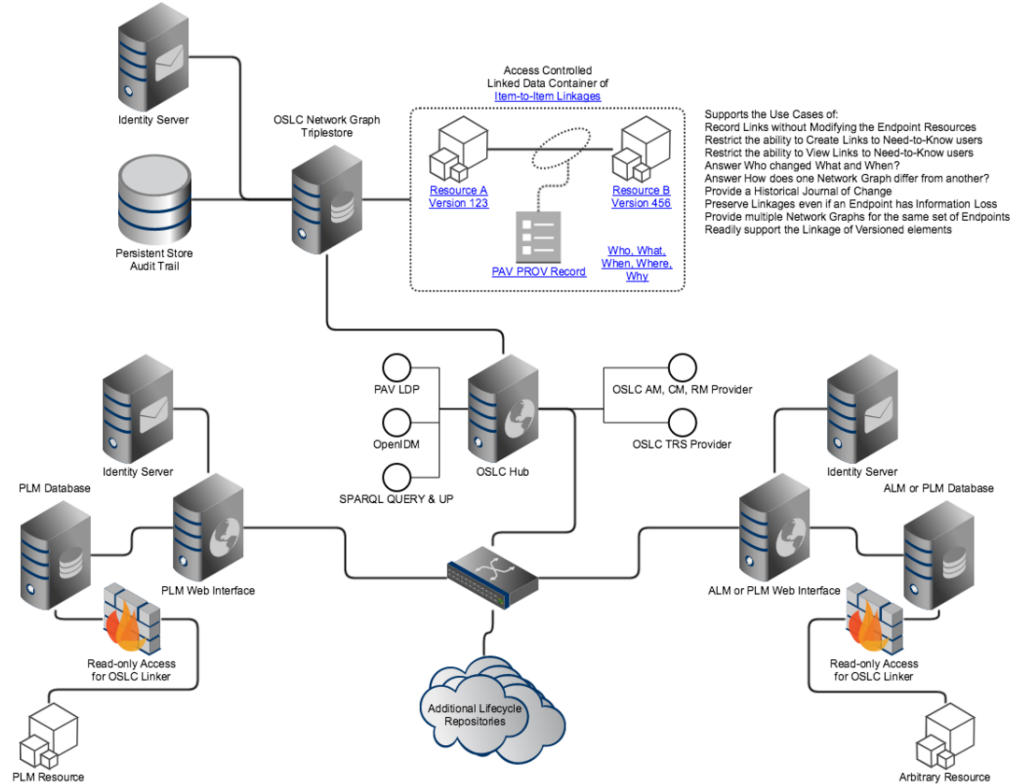 Identity Server
OSLC Network Graph
Triplestore
Persistent Store
Audit Trail
Access Controlled
Linked Data Container of
Item-to-Item Linkages
Resource A
Version 123
Resource B
Version 456
PAV PROV Record
Who, What,
When, Where,
Why
Supports the Use Cases of:
Record Links without Modifying the Endpoint Resources
Restrict the ability to Create Links to Need-to-Know users
Restrict the ability to View Links to Need-to-Know users
Answer Who changed What and When?
Answer How does one Network Graph differ from another?
Provide a Historical Journal of Change
Preserve Linkages even if an Endpoint has Information Loss
Provide multiple Network Graphs for the same set of Endpoints
Readily support the Linkage of Versioned elements
PAV LDP
OpenIDM
SPARQL QUERY & UP
OSLC Hub
OSLC AM, CM, RM Provider
OSLC TRS Provider
Identity Server
PLM Database
PLM Web Interface
Read-only Access
for OSLC Linker
PLM Resource
Identity Server
ALM or PLM Database
ALM or PLM Web Interface
Read-only Access
for OSLC Linker
Arbitrary Resource
Additional Lifecycle
Repositories